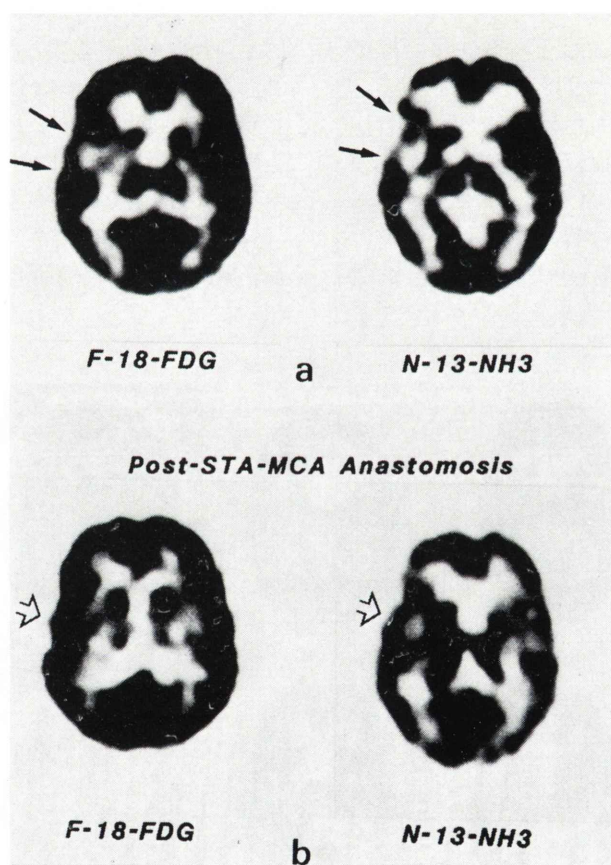 F-18-FDG
N-13-NH3
a
Post-STA-MCA Anastomosis
F-18-FDG
N-13-NH3
b